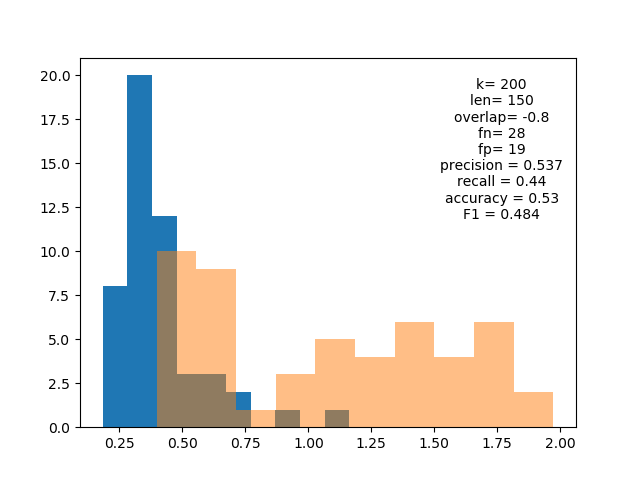 20.0
17.5
15.0
12.5
10.0
7.5
5.0
2.5
0.0
k= 200
len= 150
overlap= -0.8
fn= 28
fp= 19
precision = 0.537
recall = 0.44
accuracy = 0.53
F1 = 0.484
0.25 0.50 0.75 1.00 1.25 1.50 1.75 2.00